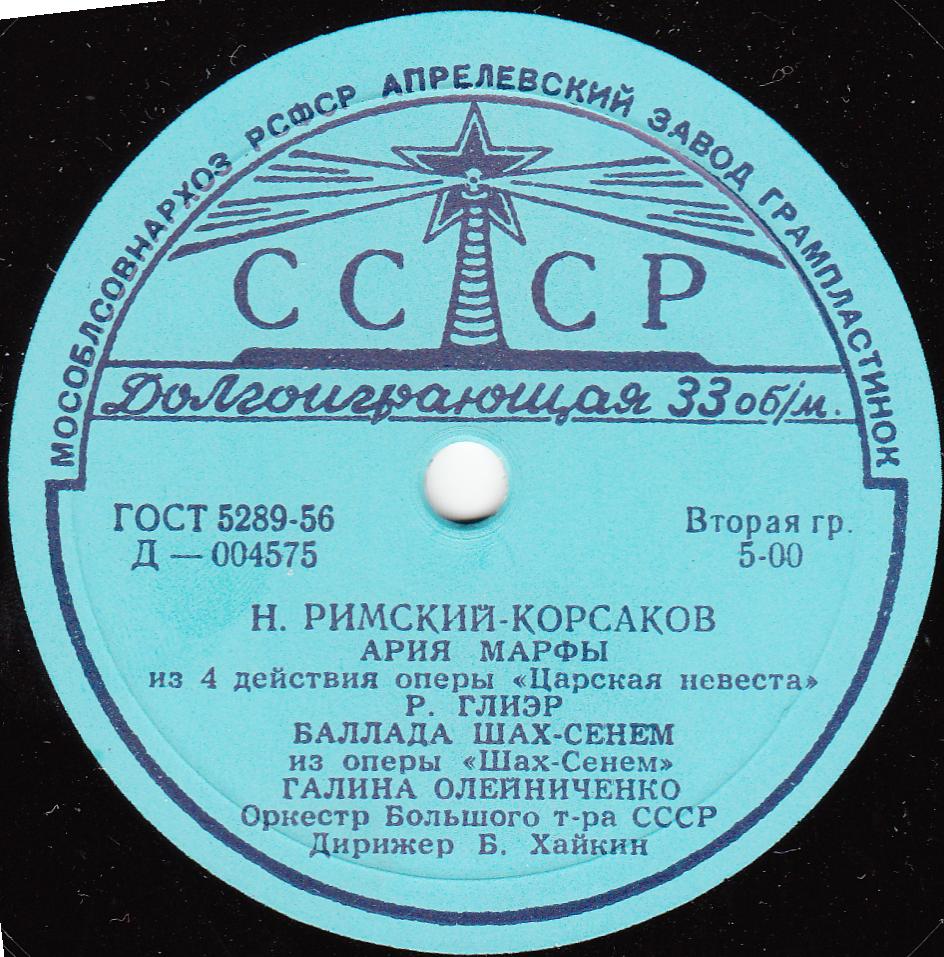 МОСОБЛСОВНАРХОЗ РСФСР АПРЕЛЕВСКИЙ ЗАВОД ГРАМПЛАСТИНОК
СССР
Долгоиграющая 33 об/м.
ГОСТ 5289-56
Д — 004575
Вторая гр.
5-00
Н. РИМСКИЙ-КОРСАКОВ
АРИЯ МАРФЫ
из 4 действия оперы «Царская невеста»
Р. ГЛИЭР
БАЛЛАДА ШАХ-СЕНЕМ
из оперы «Шах-Сенем»
ГАЛИНА ОЛЕЙНИЧЕНКО
Оркестр Большого т-ра СССР
Дирижер Б. Хайкин